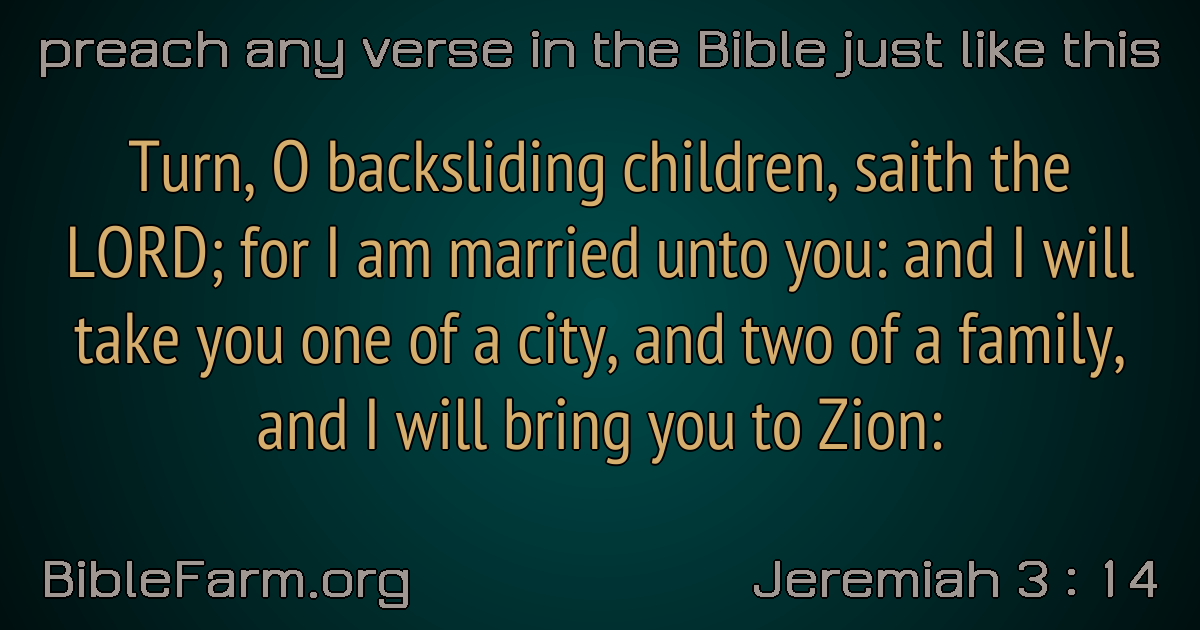 preach any verse in the Bible just like this
Turn, O backsliding children, saith the
LORD; for I am married unto you: and I will
take you one of a city, and two of a family,
and I will bring you to Zion:
BibleFarm.org
Jeremiah 3 : 14